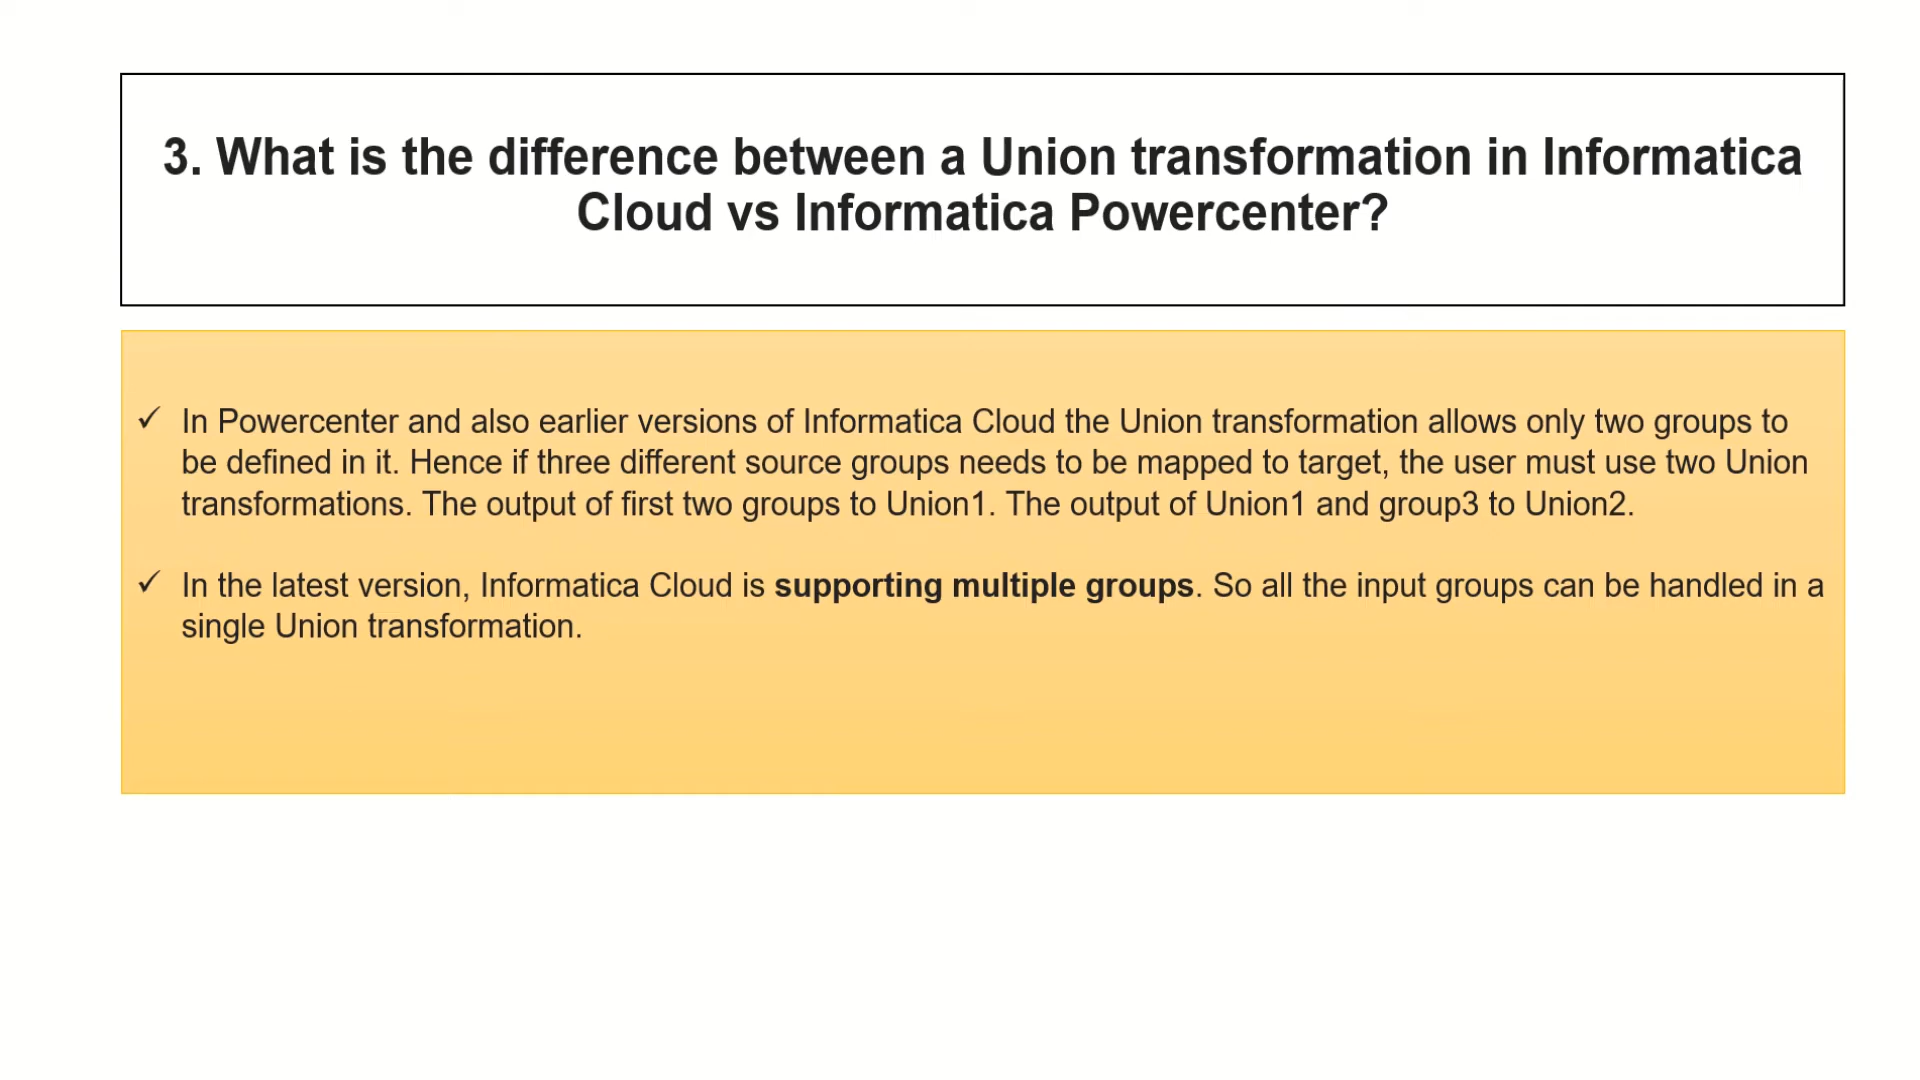 3. What is the difference between a Union transformation in Informatica
Cloud vs Informatica Powercenter?
✓ In Powercenter and also earlier versions of Informatica Cloud the Union transformation allows only two groups to
be defined in it. Hence if three different source groups needs to be mapped to target, the user must use two Union
transformations. The output of first two groups to Union1. The output of Union1 and group3 to Union2.
✓ In the latest version, Informatica Cloud is supporting multiple groups. So all the input groups can be handled in a
single Union transformation.